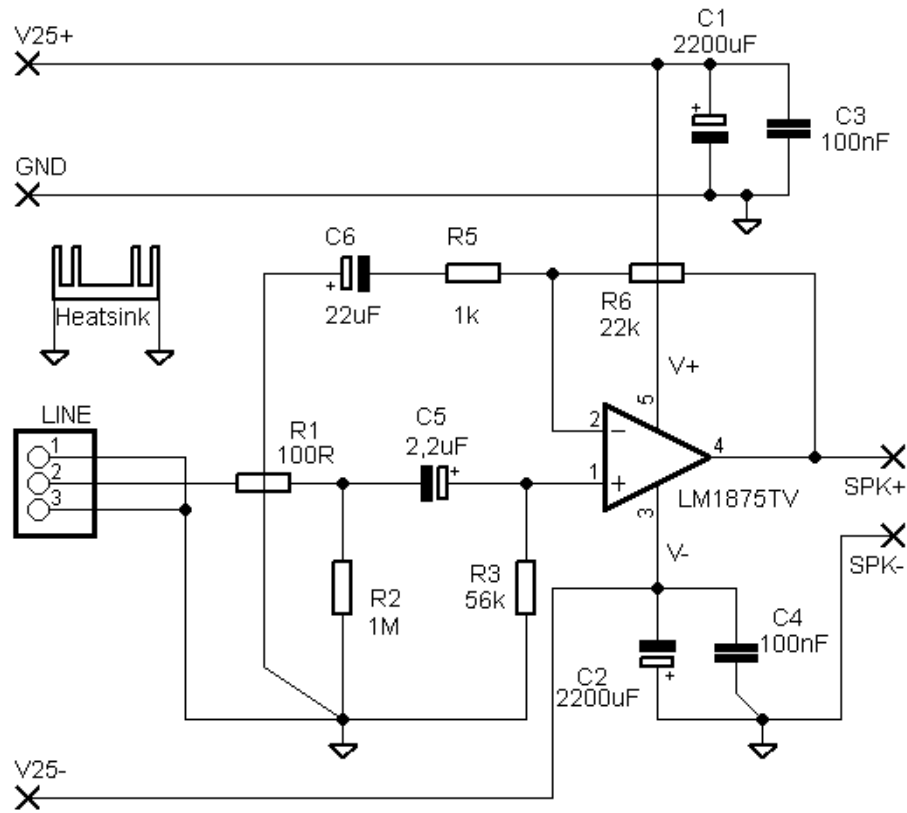 V25+
C1
2200uF
C3
100nF
GND
C6
R5
22uF
1k
R6
22k
Heatsink
V+
5
LINE
1
2
3
R1
100R
C5
2,2uF
+
2
1
4
3
LM1875TV
SPK+
V-
SPK-
R2
1M
R3
56k
C4
100nF
C2
2200uF
V25-